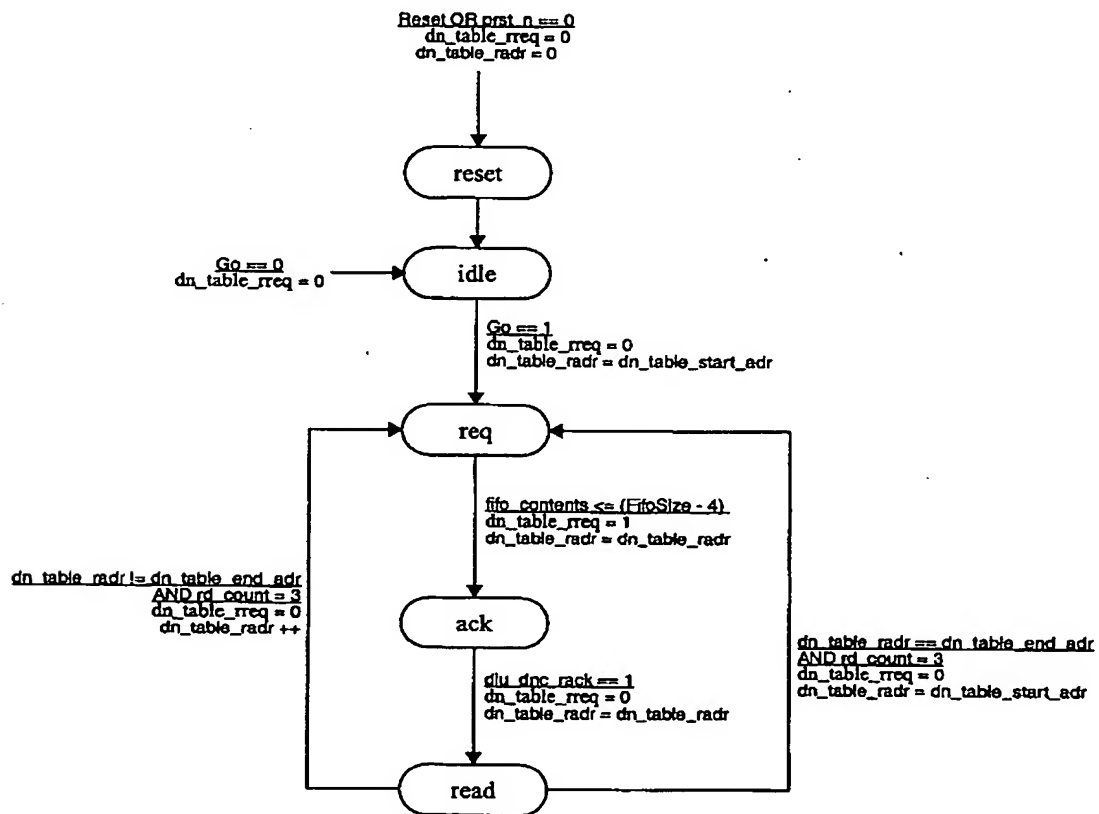 Reset OR prst_n == 0
dn_table_rreq = 0
dn_table_radr = 0
reset
Go == 0
dn_table_rreq = 0
idle
Go == 1
dn_table_rreq = 0
dn_table_radr = dn_table_start_adr
req
fifo_contents <= (FifoSize - 4)
dn_table_rreq = 1
dn_table_radr = dn_table_radr
dn_table_radr != dn_table_end_adr
AND rd_count = 3
dn_table_rreq = 0
dn_table_radr ++
ack
dn_table_radr == dn_table_end_adr
AND rd_count = 3
dn_table_rreq = 0
dn_table_radr = dn_table_start_adr
diu_dnc_rack == 1
dn_table_rreq = 0
dn_table_radr = dn_table_radr
read